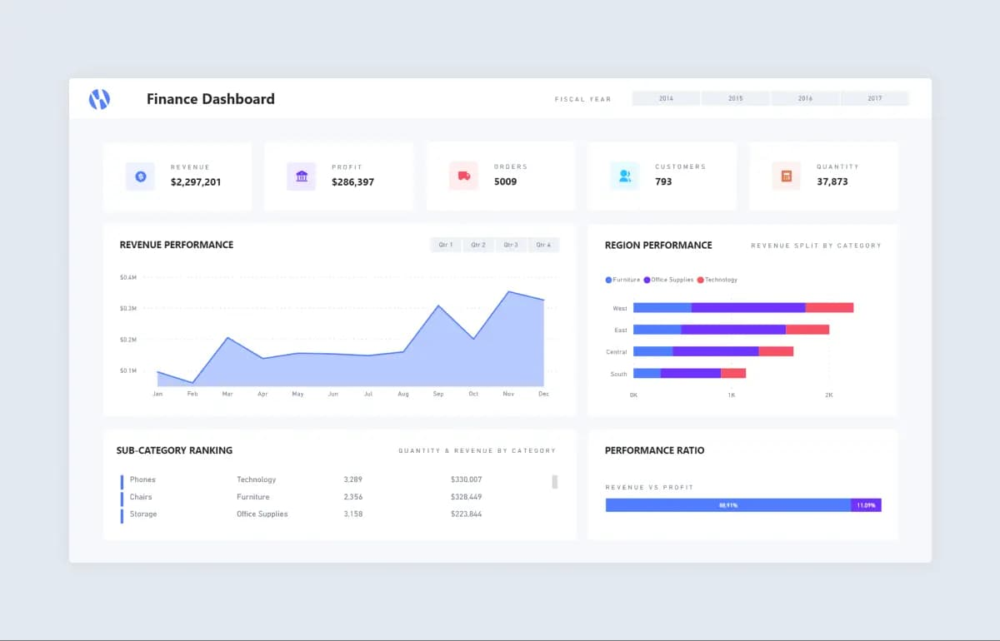 Finance Dashboard
FISCAL YEAR
2014 2015 2016 2017
REVENUE
$2,297,201
PROFIT
$286,397
ORDERS
5009
CUSTOMERS
793
QUANTITY
37,873
REVENUE PERFORMANCE
Qtr 1 Qtr 2 Qtr 3 Qtr 4
$0.4M
$0.3M
$0.2M
$0.1M
Jan Feb Mar Apr May Jun Jul Aug Sep Oct Nov Dec
REGION PERFORMANCE
REVENUE SPLIT BY CATEGORY
Furniture Office Supplies Technology
West
East
Central
South
0K 1K 2K
SUB-CATEGORY RANKING
QUANTITY & REVENUE BY CATEGORY
Phones Technology 3,289 $330,007
Chairs Furniture 2,356 $328,449
Storage Office Supplies 3,158 $223,844
PERFORMANCE RATIO
REVENUE VS PROFIT
88.91% 11.09%